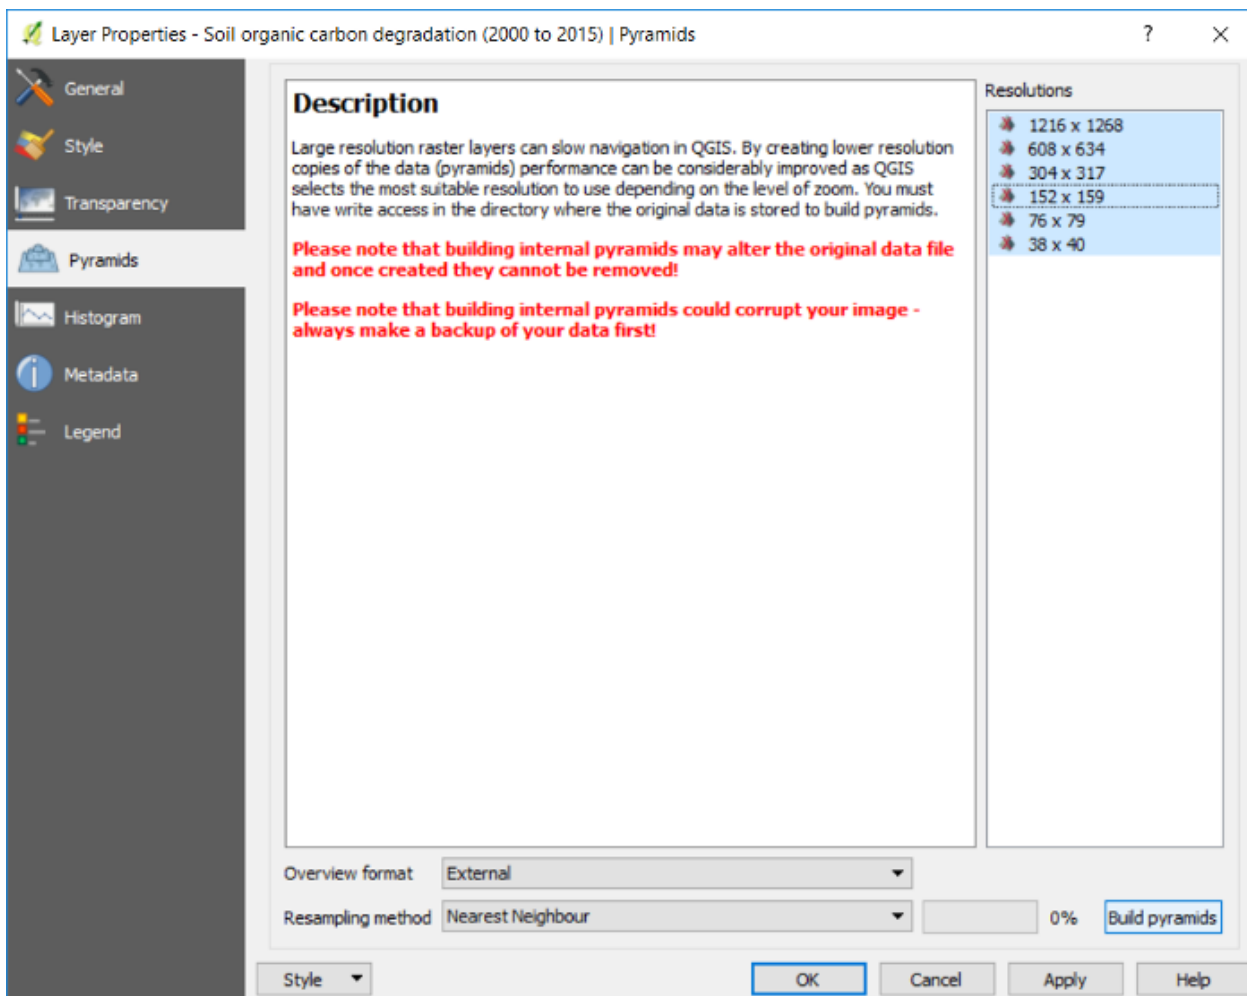 Layer Properties - Soil organic carbon degradation (2000 to 2015) | Pyramids
?
General
Style
Transparency
Pyramids
Histogram
Metadata
Legend
Description
Large resolution raster layers can slow navigation in QGIS. By creating lower resolution
copies of the data (pyramids) performance can be considerably improved as QGIS
selects the most suitable resolution to use depending on the level of zoom. You must
have write access in the directory where the original data is stored to build pyramids.
Please note that building internal pyramids may alter the original data file
and once created they cannot be removed!
Please note that building internal pyramids could corrupt your image -
always make a backup of your data first!
Resolutions
1216 x 1268
608 x 634
304 x 317
152 x 159
76 x 79
38 x 40
Overview format External
Resampling method Nearest Neighbour 0% Build pyramids
Style OK Cancel Apply Help